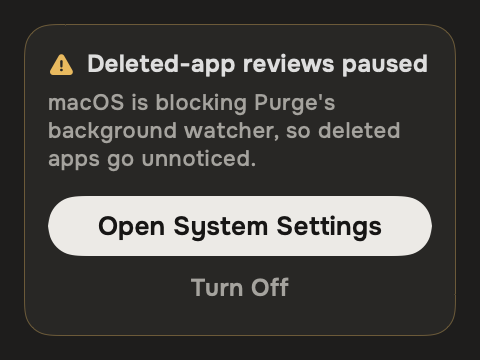 Deleted-app reviews paused
macOS is blocking Purge's
background watcher, so deleted
apps go unnoticed.
Open System Settings
Turn Off